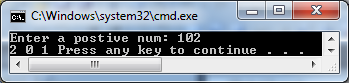 C:\Windows\system32\cmd.exe
Enter a postive num: 102
2 0 1 Press any key to continue . . .